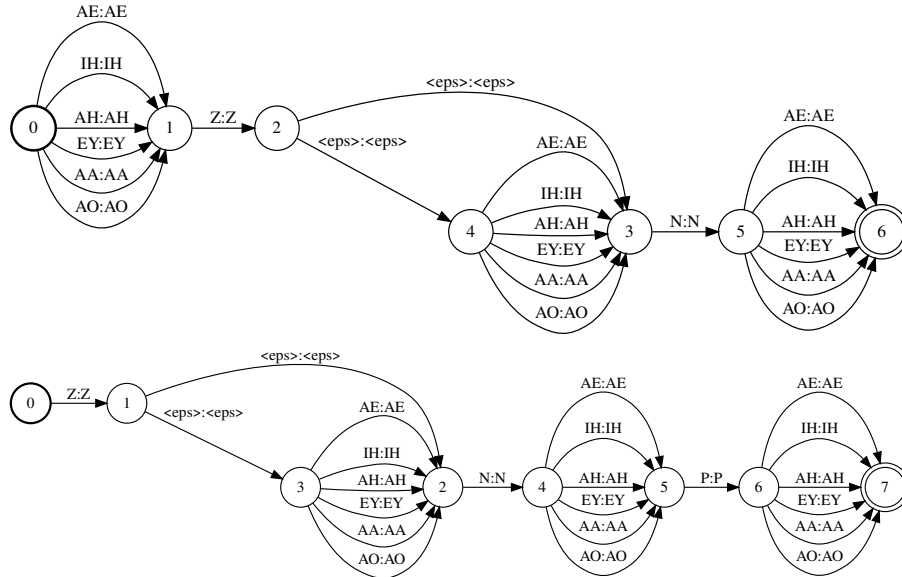 AE:AE
IH:IH
0 AH:AH 1 Z:Z 2
EY:EY
AA:AA
AO:AO
<eps>:<eps>
<eps>:<eps>
AE:AE
IH:IH
4 AH:AH 3 N:N 5
EY:EY
AA:AA
AO:AO
AE:AE
IH:IH
AH:AH 6
EY:EY
AA:AA
AO:AO
0 Z:Z 1
<eps>:<eps>
<eps>:<eps>
AE:AE
IH:IH
3 AH:AH 2 N:N 4
EY:EY
AA:AA
AO:AO
AE:AE
IH:IH
AH:AH 5 P:P 6
EY:EY
AA:AA
AO:AO
AE:AE
IH:IH
AH:AH 7
EY:EY
AA:AA
AO:AO